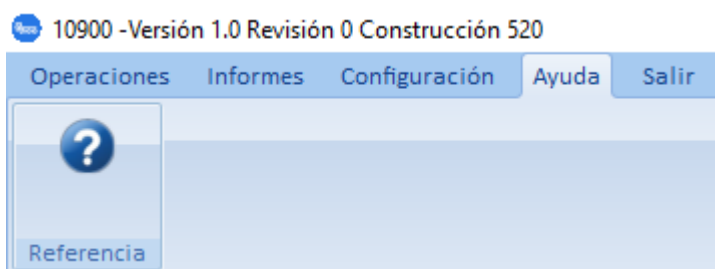 10900 -Versión 1.0 Revisión 0 Construcción 520
Operaciones Informes Configuración Ayuda Salir
?
Referencia